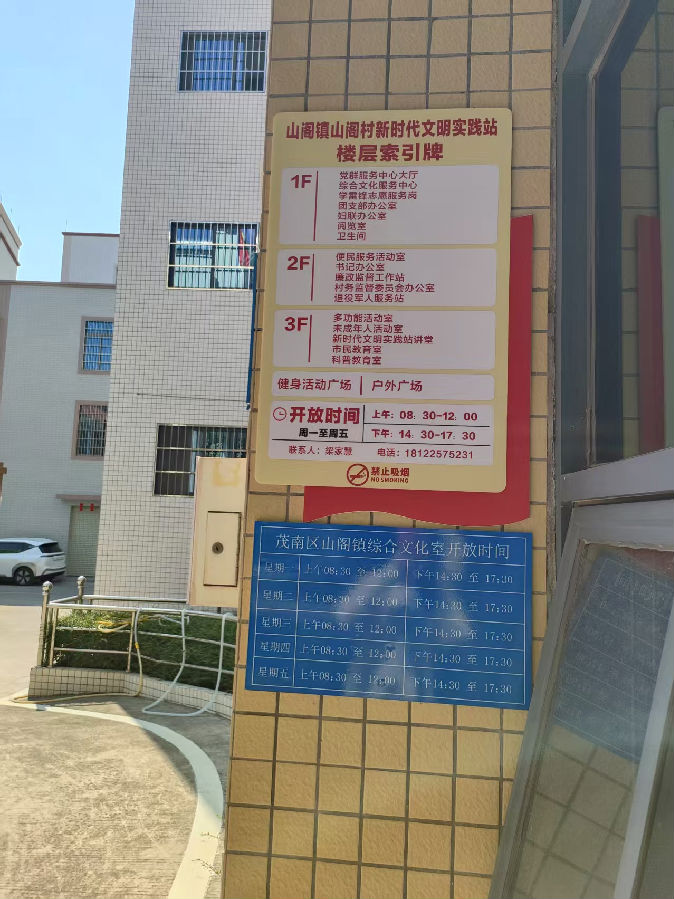 山阁镇山阁村新时代文明实践站
楼层索引牌
1F
党群服务中心大厅
综合文化服务中心
学雷锋志愿服务岗
团支部办公室
妇联办公室
阅览室
卫生间
2F
便民服务活动室
书记办公室
廉政监督工作站
村务监督委员会办公室
退役军人服务站
3F
多功能活动室
未成年人活动室
新时代文明实践站讲堂
市民教育室
科普教育室
健身活动广场 户外广场
开放时间 上午：08：30-12：00
周一至周五 下午：14：30-17：30
联系人：梁家慧 电话：18122575231
禁止吸烟
NO SMOKING
茂南区山阁镇综合文化室开放时间
星期一 上午08:30 至 12:00 下午14:30 至 17:30
星期二 上午08:30 至 12:00 下午14:30 至 17:30
星期三 上午08:30 至 12:00 下午14:30 至 17:30
星期四 上午08:30 至 12:00 下午14:30 至 17:30
星期五 上午08:30 至 12:00 下午14:30 至 17:30